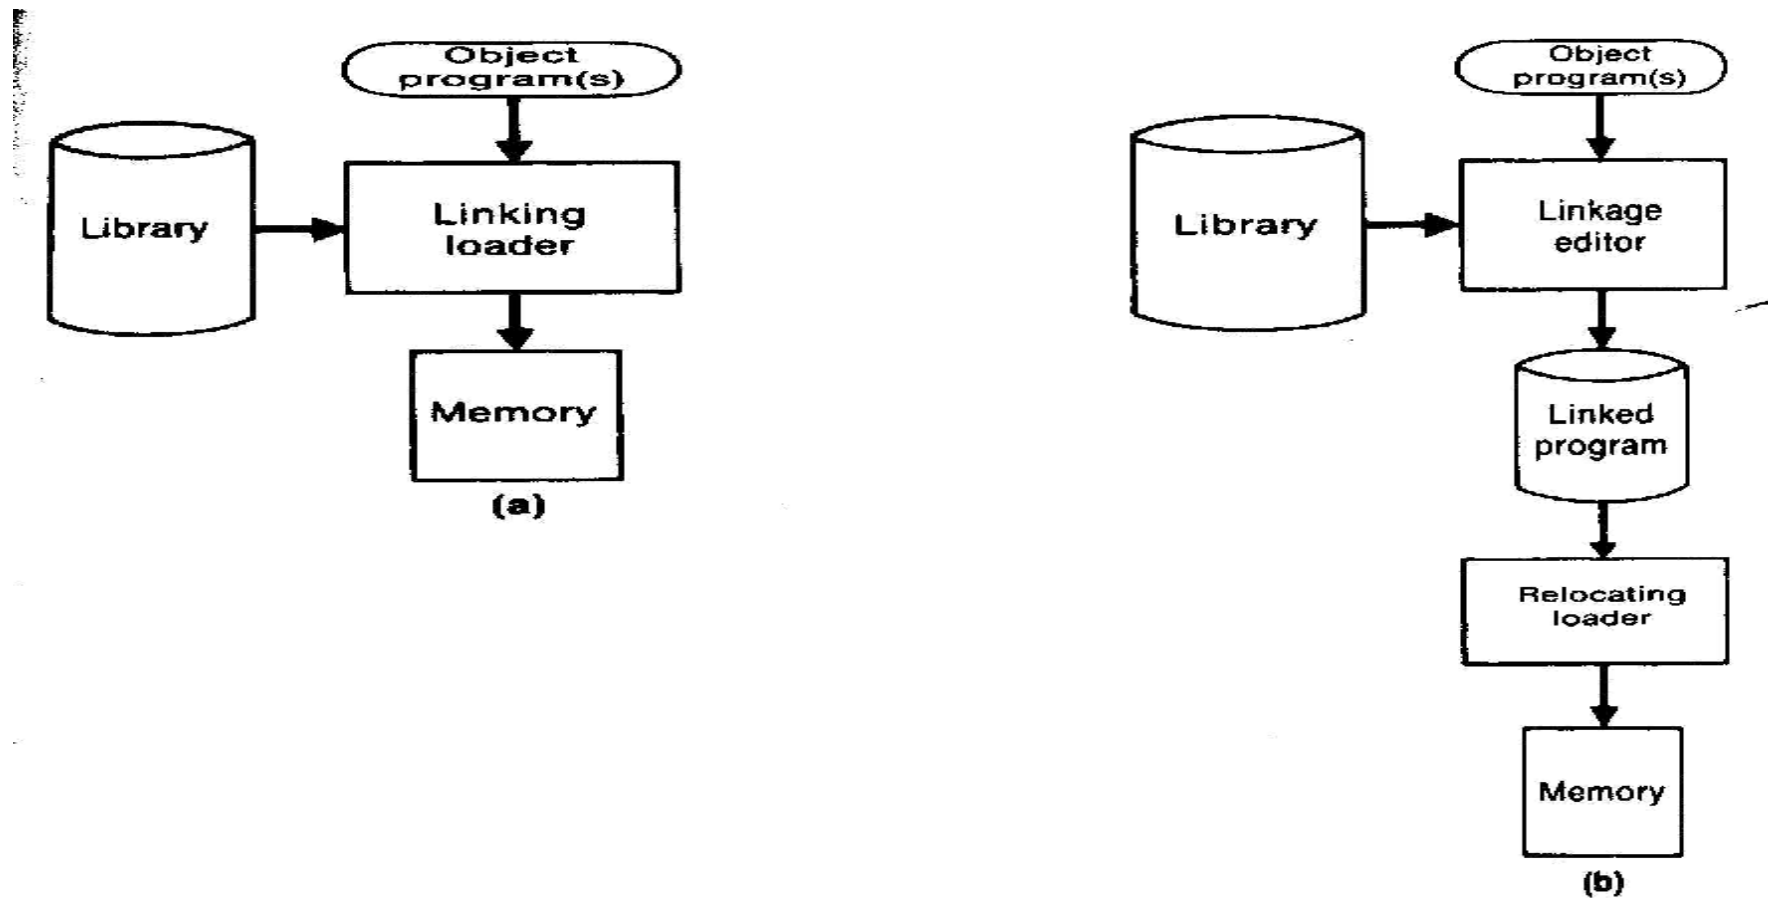 Object
program(s)
Library
Linking
loader
Memory
(a)
Object
program(s)
Library
Linkage
editor
Linked
program
Relocating
loader
Memory
(b)